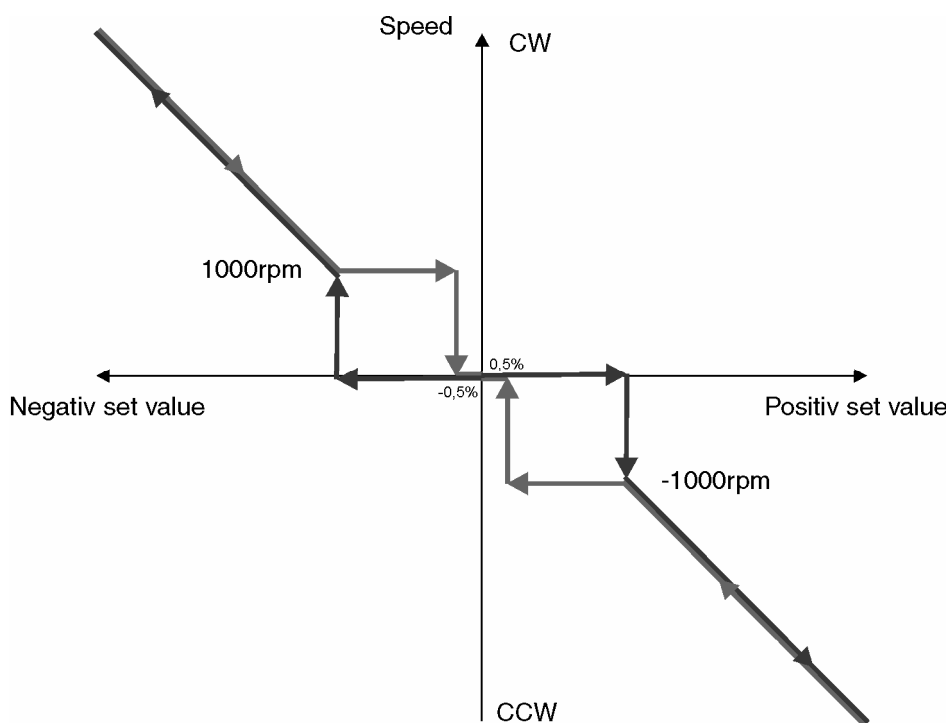 Speed
CW
1000rpm
0,5%
-0,5%
Negativ set value
Positiv set value
-1000rpm
CCW